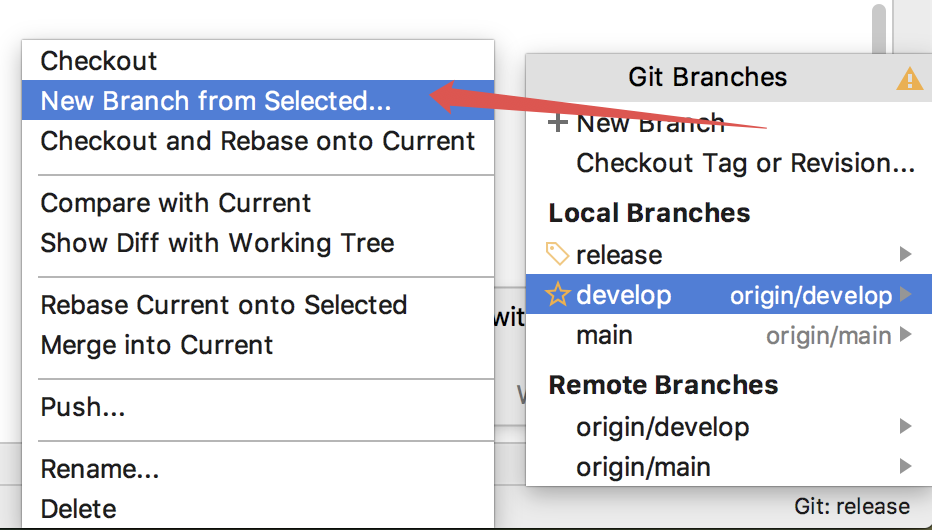 Checkout
New Branch from Selected...
Checkout and Rebase onto Current
Compare with Current
Show Diff with Working Tree
Rebase Current onto Selected
Merge into Current
Push...
Rename...
Delete
wit
Git Branches
New Branch
Checkout Tag or Revision...
Local Branches
release
develop origin/develop
main origin/main
Remote Branches
origin/develop
origin/main
Git: release